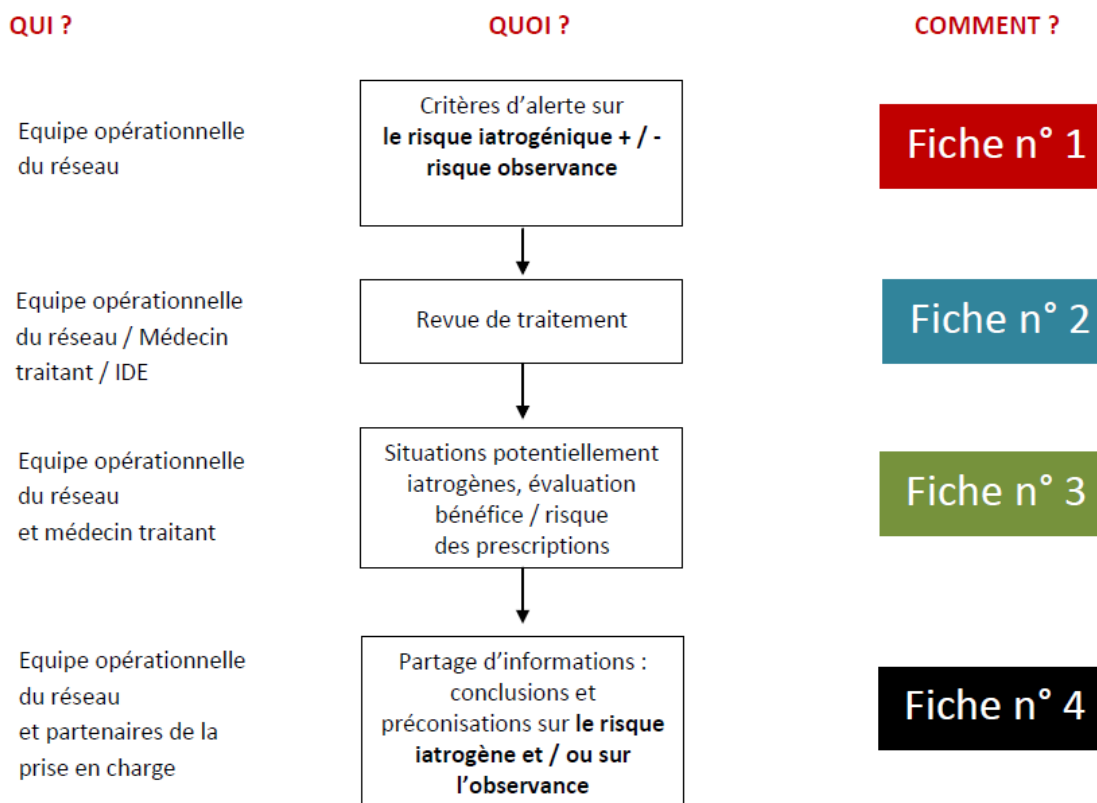 QUI ?
QUOI ?
COMMENT ?
Equipe opérationnelle
du réseau
Critères d’alerte sur
le risque iatrogénique + / -
risque observance
Fiche n° 1
Equipe opérationnelle
du réseau / Médecin
traitant / IDE
Revue de traitement
Fiche n° 2
Equipe opérationnelle
du réseau
et médecin traitant
Situations potentiellement
iatrogènes, évaluation
bénéfice / risque
des prescriptions
Fiche n° 3
Equipe opérationnelle
du réseau
et partenaires de la
prise en charge
Partage d’informations :
conclusions et
préconisations sur le risque
iatrogène et / ou sur
l’observance
Fiche n° 4